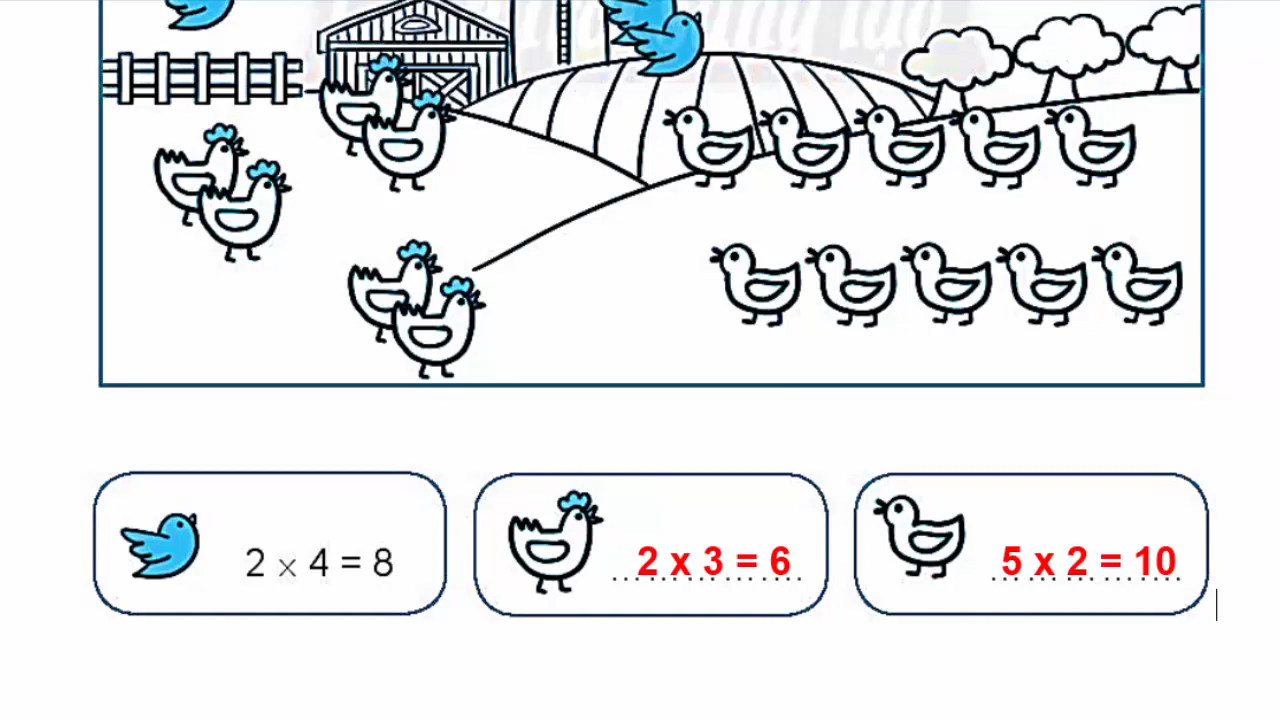 2 × 4 = 8
2 x 3 = 6
5 x 2 = 10